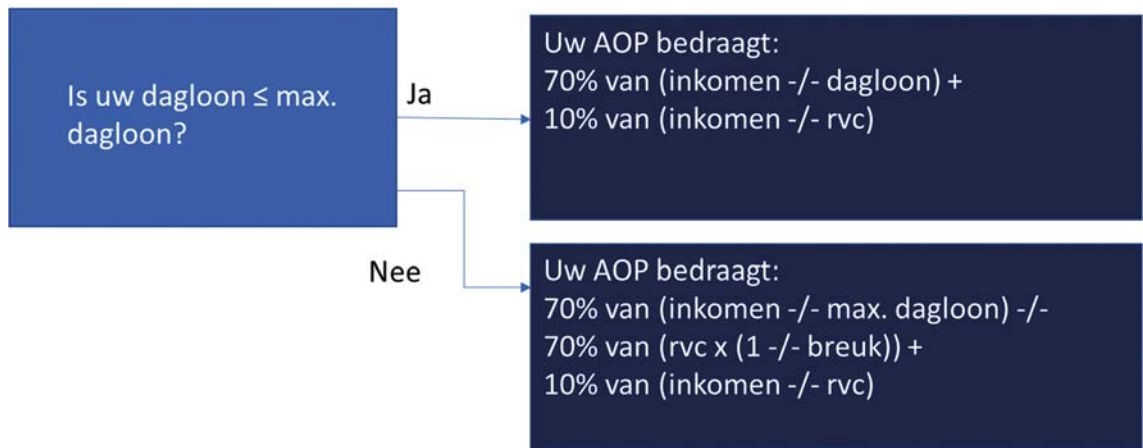 Is uw dagloon ≤ max.
dagloon?
Ja
Uw AOP bedraagt:
70% van (inkomen -/- dagloon) +
10% van (inkomen -/- rvc)
Nee
Uw AOP bedraagt:
70% van (inkomen -/- max. dagloon) -/-
70% van (rvc x (1 -/- breuk)) +
10% van (inkomen -/- rvc)